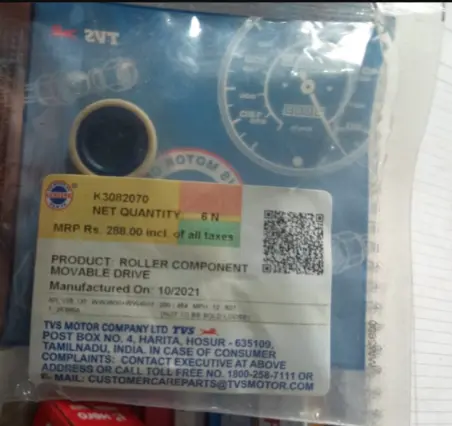 TVS
K3082070
NET QUANTITY 6 N
MRP Rs. 288.00 incl. of all taxes
PRODUCT: ROLLER COMPONENT
MOVABLE DRIVE
Manufactured On: 10/2021
TVS MOTOR COMPANY LTD TVS
POST BOX NO. 4, HARITA, HOSUR - 635109,
TAMILNADU, INDIA. IN CASE OF CONSUMER
COMPLAINTS: CONTACT EXECUTIVE AT ABOVE
ADDRESS OR CALL TOLL FREE NO. 1800-258-7111 OR
E- MAIL: CUSTOMERCAREPARTS@TVSMOTOR.COM